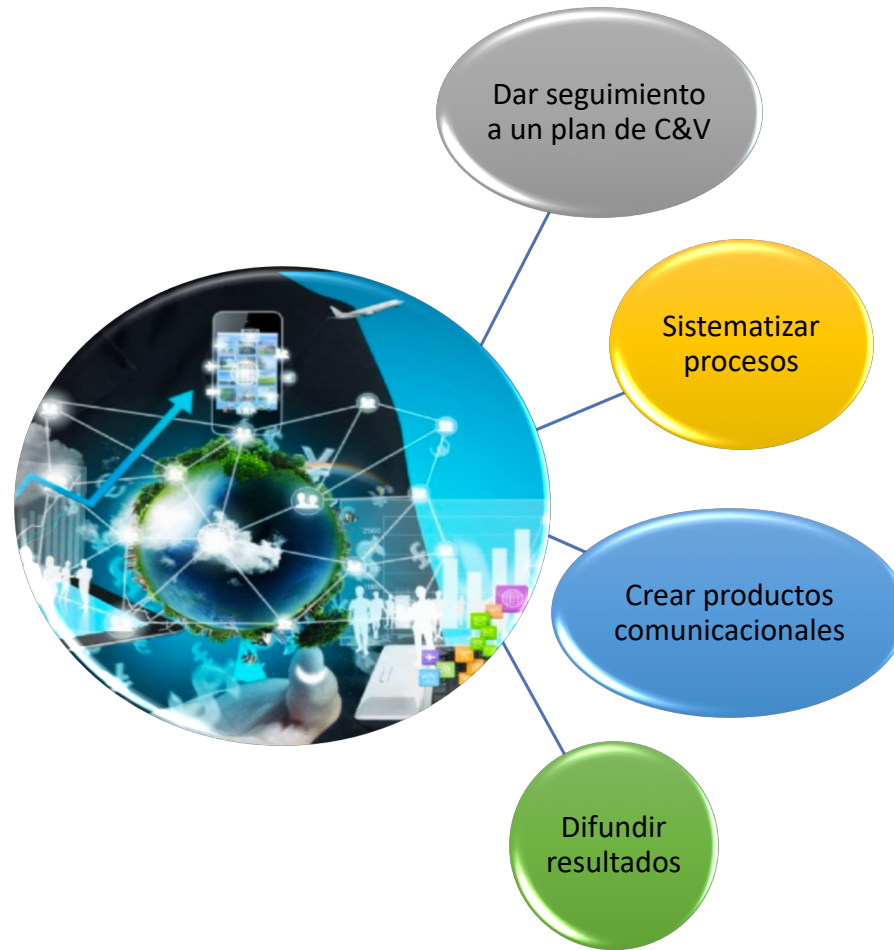 Dar seguimiento
a un plan de C&V
Sistematizar
procesos
Crear productos
comunicacionales
Difundir
resultados